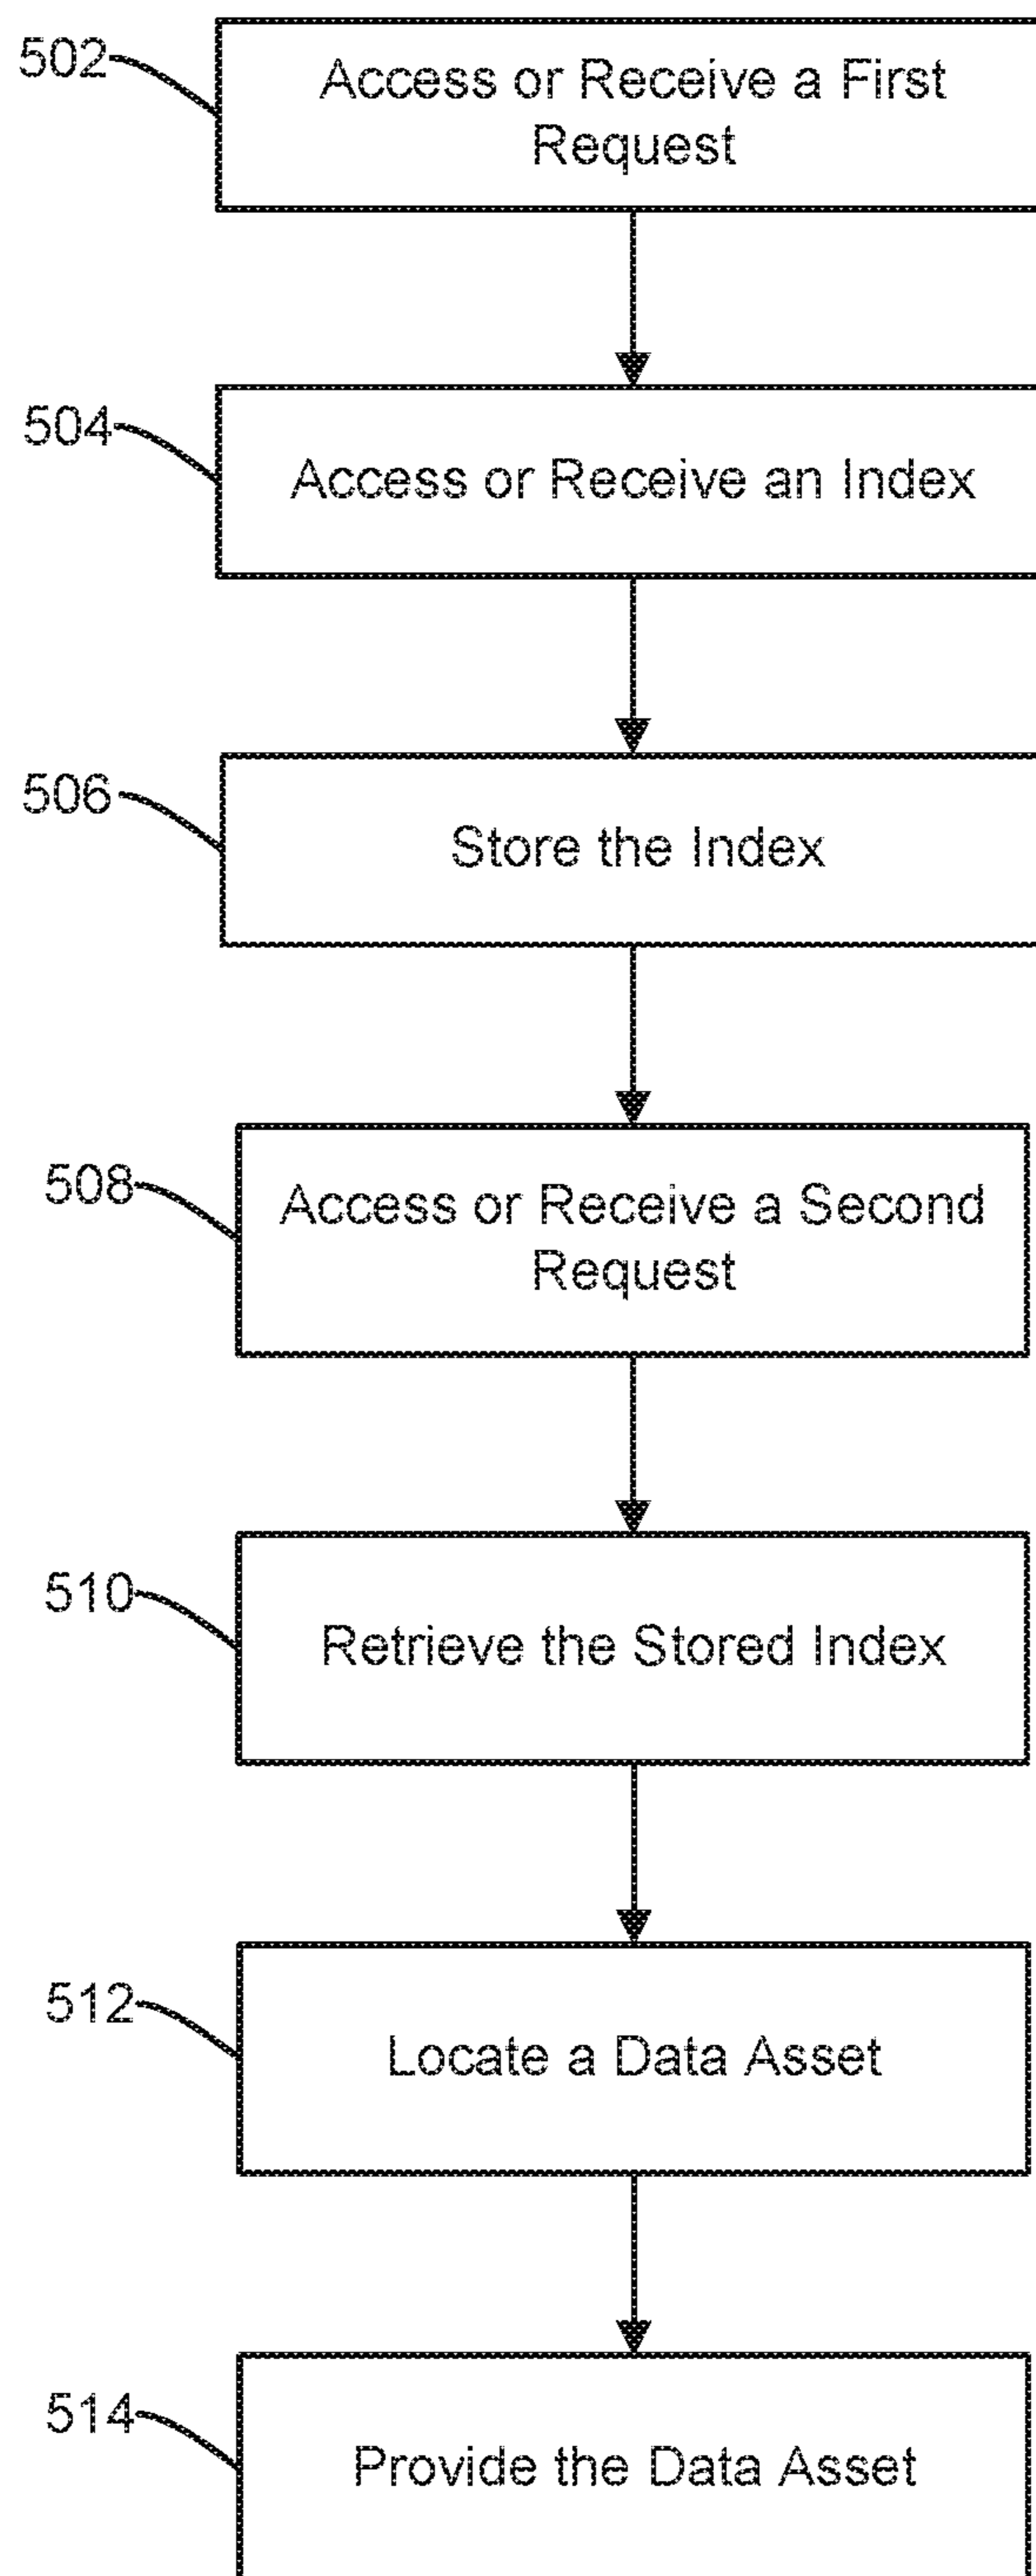 502
Access or Receive a First
Request
504
Access or Receive an Index
506
Store the Index
508
Access or Receive a Second
Request
510
Retrieve the Stored Index
512
Locate a Data Asset
514
Provide the Data Asset